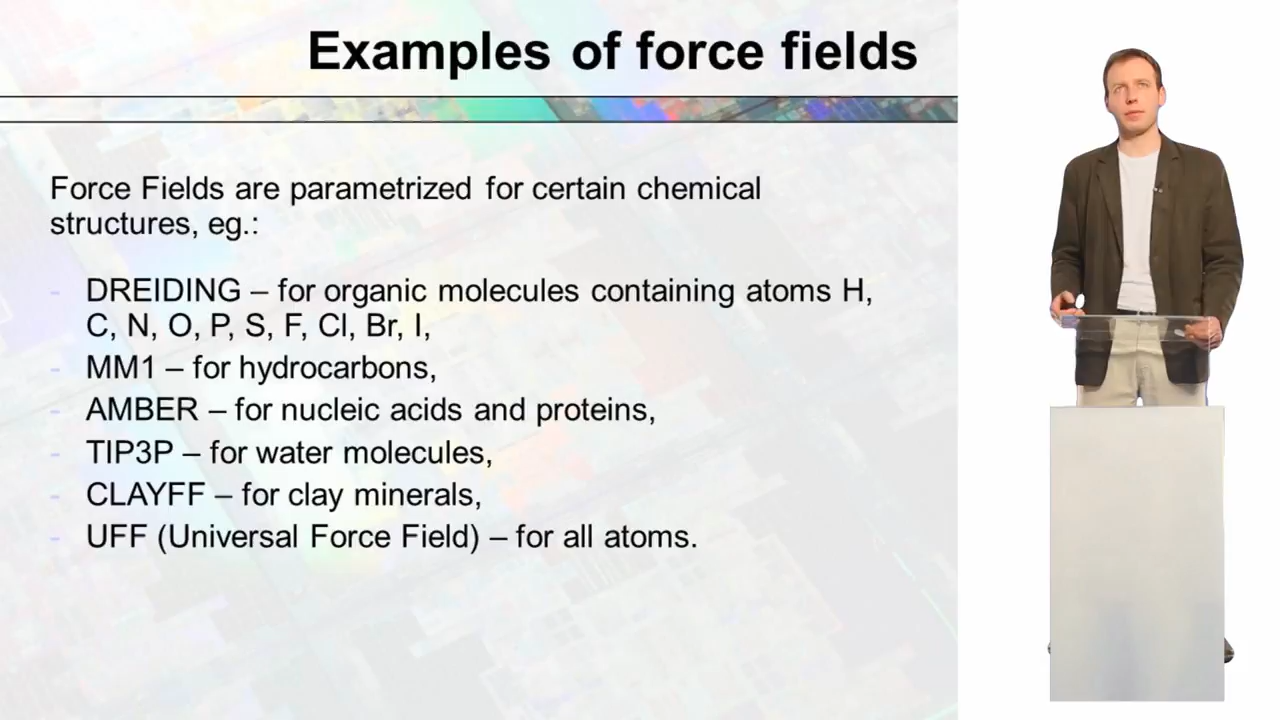 Examples of force fields
Force Fields are parametrized for certain chemical
structures, eg.:
- DREIDING – for organic molecules containing atoms H,
C, N, O, P, S, F, Cl, Br, I,
- MM1 – for hydrocarbons,
- AMBER – for nucleic acids and proteins,
- TIP3P – for water molecules,
- CLAYFF – for clay minerals,
- UFF (Universal Force Field) – for all atoms.